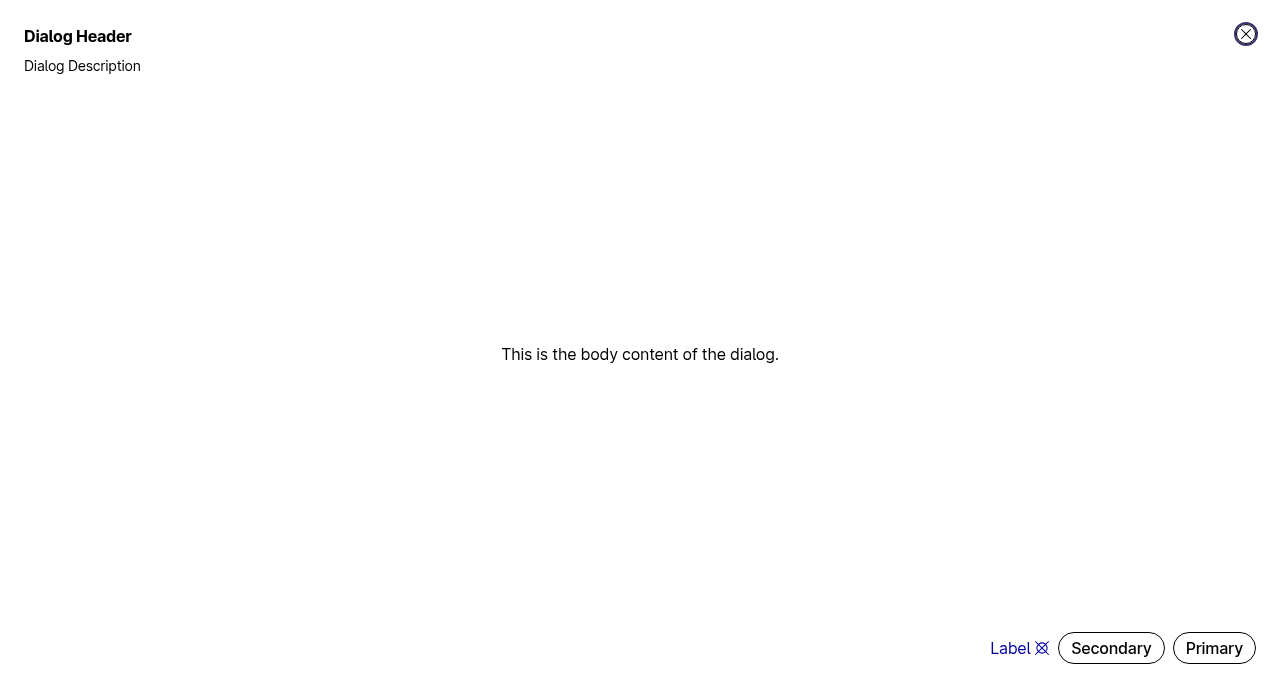 Dialog Header
Dialog Description
This is the body content of the dialog.
Label
Secondary
Primary